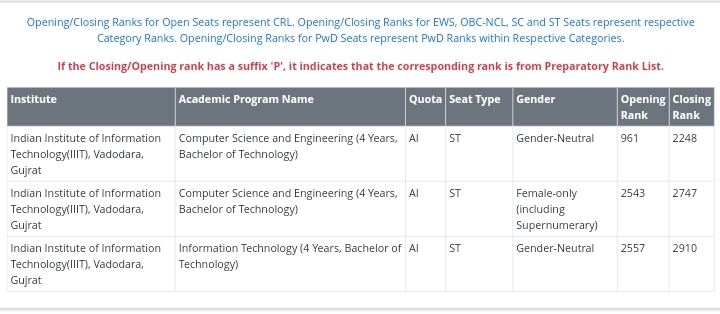 Opening/Closing Ranks for Open Seats represent CRL. Opening/Closing Ranks for EWS, OBC-NCL, SC and ST Seats represent respective
Category Ranks. Opening/Closing Ranks for PwD Seats represent PwD Ranks within Respective Categories.
If the Closing/Opening rank has a suffix 'P', it indicates that the corresponding rank is from Preparatory Rank List.
Institute Academic Program Name Quota Seat Type Gender Opening Closing
Rank Rank
Indian Institute of Information Computer Science and Engineering (4 Years, AI ST Gender-Neutral 961 2248
Technology(IIIT), Vadodara, Bachelor of Technology)
Gujrat
Indian Institute of Information Computer Science and Engineering (4 Years, AI ST Female-only 2543 2747
Technology(IIIT), Vadodara, Bachelor of Technology) (including
Gujrat Supernumerary)
Indian Institute of Information Information Technology (4 Years, Bachelor of AI ST Gender-Neutral 2557 2910
Technology(IIIT), Vadodara, Technology)
Gujrat